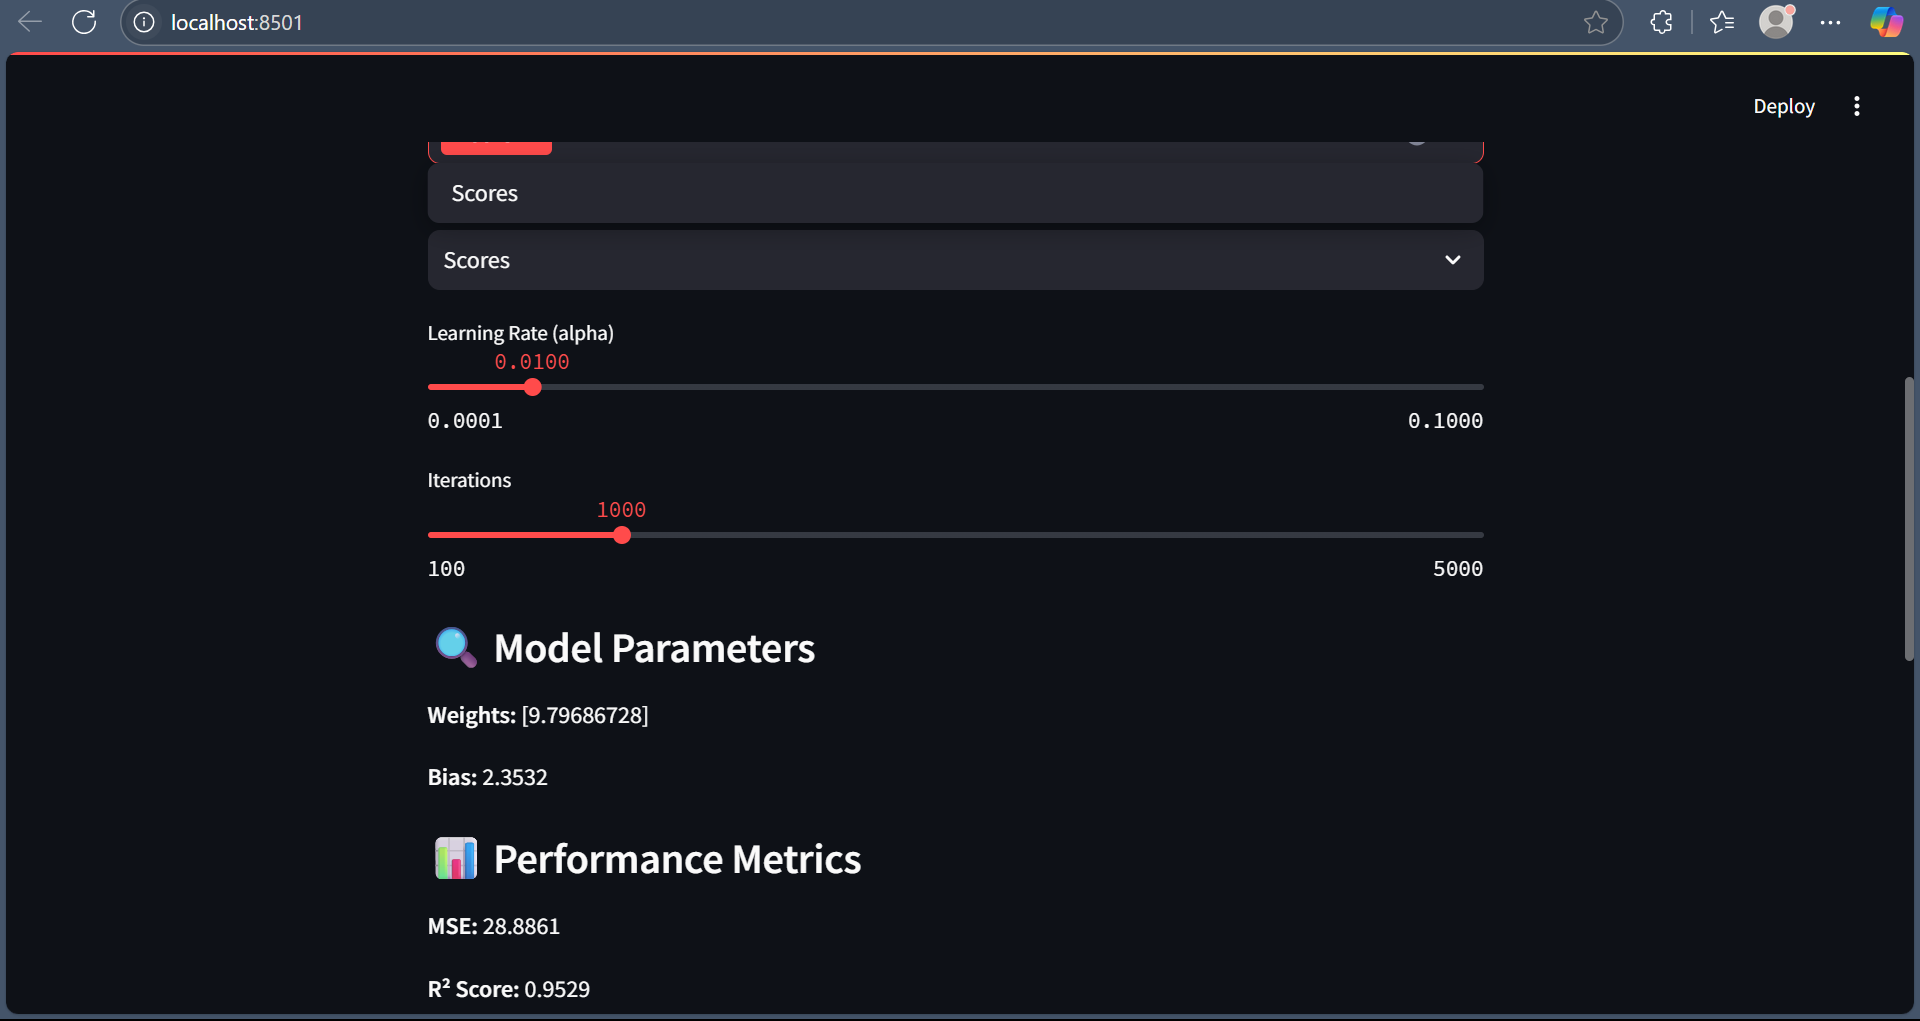 localhost:8501
Deploy
Scores
Scores
Learning Rate (alpha)
0.0100
0.0001 0.1000
Iterations
1000
100 5000
Model Parameters
Weights: [9.79686728]
Bias: 2.3532
Performance Metrics
MSE: 28.8861
R² Score: 0.9529